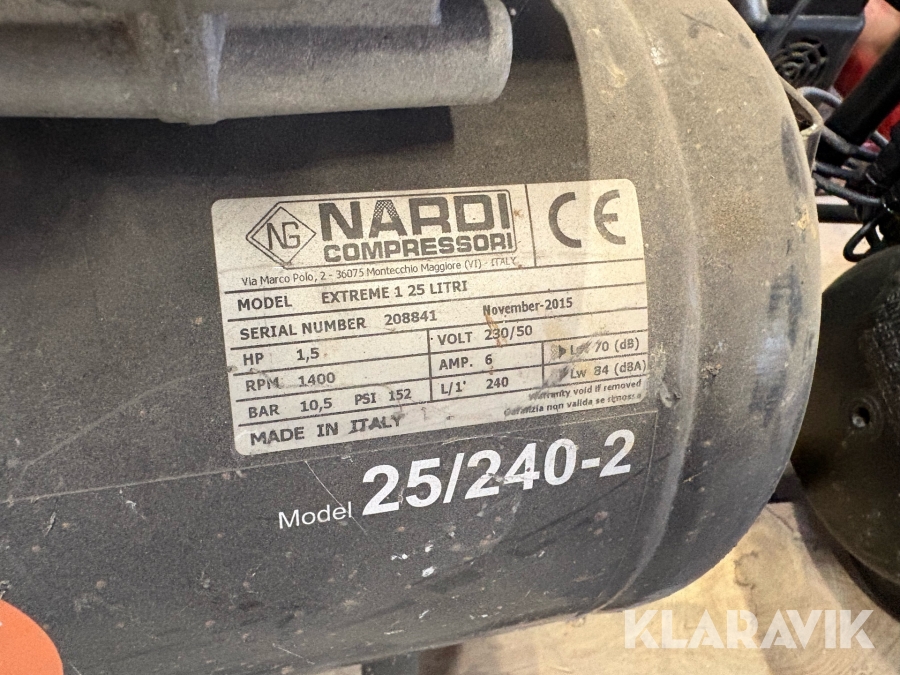 NG NARDI
COMPRESSORI
CE
Via Marco Polo, 2 - 36075 Montecchio Maggiore (VI) - ITALY
MODEL EXTREME 1 25 LITRI
SERIAL NUMBER 208841 November-2015
HP 1,5 VOLT 230/50
RPM 1400 AMP. 6 70 (dB)
BAR 10,5 PSI 152 L/1' 240 Lw 84 (dBA)
MADE IN ITALY
Warranty void if removed
Garanzia non valida se rimossa
Model 25/240-2
KLARAVIK